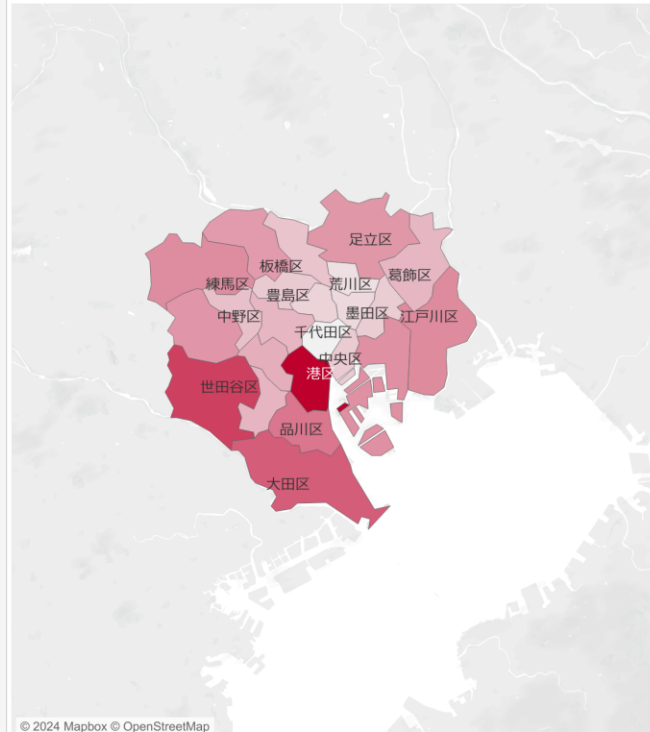 足立区
板橋区
葛飾区
練馬区
荒川区
豊島区
墨田区
中野区
江戸川区
千代田区
中央区
港区
世田谷区
品川区
大田区
© 2024 Mapbox © OpenStreetMap